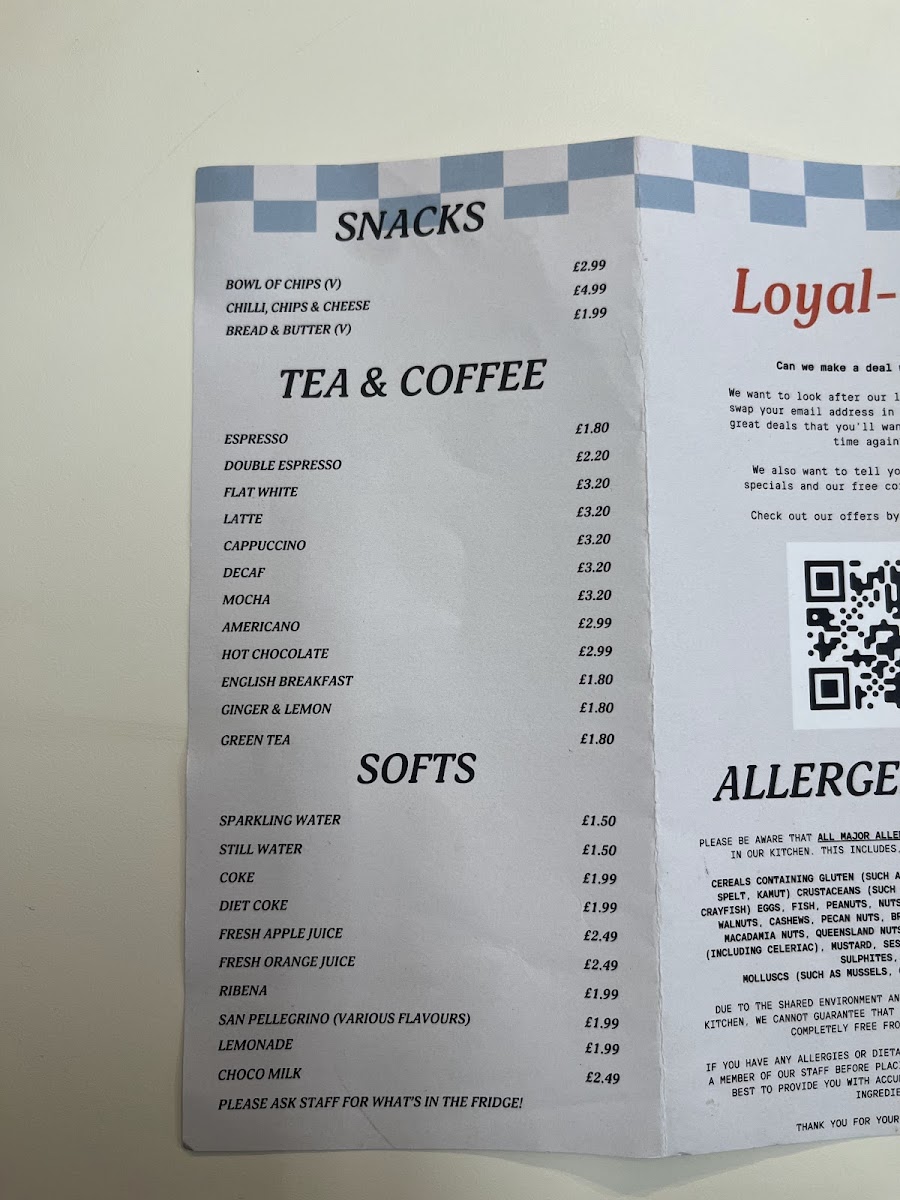 SNACKS
BOWL OF CHIPS (V) £2.99
CHILLI, CHIPS & CHEESE £4.99
BREAD & BUTTER (V) £1.99
TEA & COFFEE
ESPRESSO £1.80
DOUBLE ESPRESSO £2.20
FLAT WHITE £3.20
LATTE £3.20
CAPPUCCINO £3.20
DECAF £3.20
MOCHA £3.20
AMERICANO £2.99
HOT CHOCOLATE £2.99
ENGLISH BREAKFAST £1.80
GINGER & LEMON £1.80
GREEN TEA £1.80
SOFTS
SPARKLING WATER £1.50
STILL WATER £1.50
COKE £1.99
DIET COKE £1.99
FRESH APPLE JUICE £2.49
FRESH ORANGE JUICE £2.49
RIBENA £1.99
SAN PELLEGRINO (VARIOUS FLAVOURS) £1.99
LEMONADE £1.99
CHOCO MILK £2.49
PLEASE ASK STAFF FOR WHAT'S IN THE FRIDGE!
Loyal-
Can we make a deal
We want to look after our
swap your email address in
great deals that you'll
time again
We also want to tell
specials and our free
Check out our offers by
ALLERGE
PLEASE BE AWARE THAT ALL MAJOR
IN OUR KITCHEN. THIS INCLUDES,
CEREALS CONTAINING GLUTEN (SUCH
SPELT, KAMUT) CRUSTACEANS (SUCH
CRAYFISH) EGGS, FISH, PEANUTS, NUTS
WALNUTS, CASHEWS, PECAN NUTS,
MACADAMIA NUTS, QUEENSLAND NUTS
(INCLUDING CELERIAC), MUSTARD,
SULPHITES,
MOLLUSCS (SUCH AS MUSSELS,
DUE TO THE SHARED ENVIRONMENT
KITCHEN, WE CANNOT GUARANTEE THAT
COMPLETELY
IF YOU HAVE ANY ALLERGIES OR
A MEMBER OF OUR STAFF BEFORE
BEST TO PROVIDE YOU WITH
THANK YOU FOR YOUR